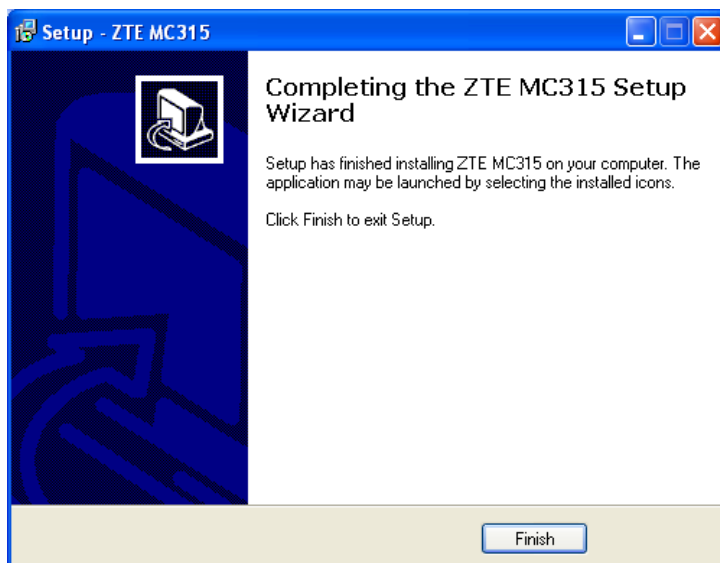 Setup - ZTE MC315
Completing the ZTE MC315 Setup
Wizard
Setup has finished installing ZTE MC315 on your computer. The
application may be launched by selecting the installed icons.
Click Finish to exit Setup.
Finish